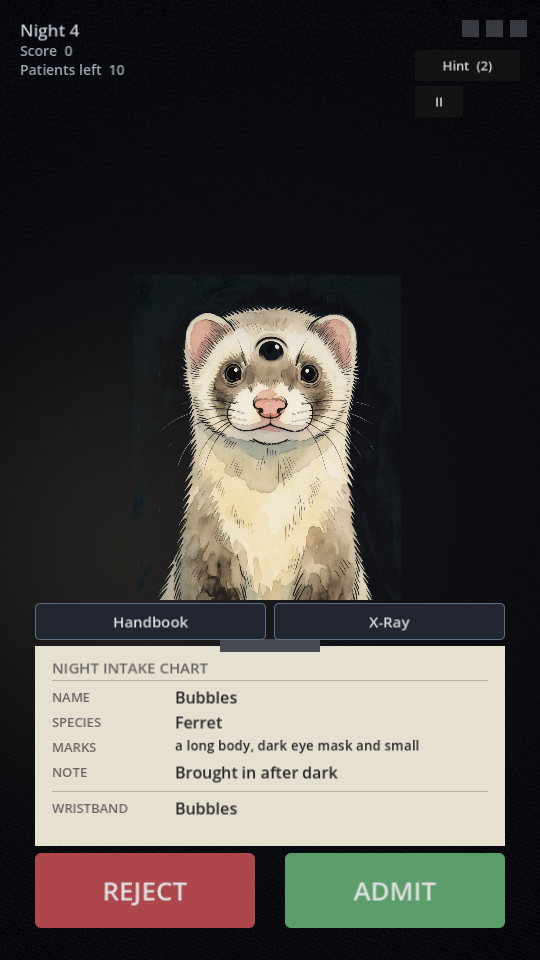 Night 4
Score 0
Patients left 10
Hint (2)
II
Handbook
X-Ray
NIGHT INTAKE CHART
NAME Bubbles
SPECIES Ferret
MARKS a long body, dark eye mask and small
NOTE Brought in after dark
WRISTBAND Bubbles
REJECT
ADMIT